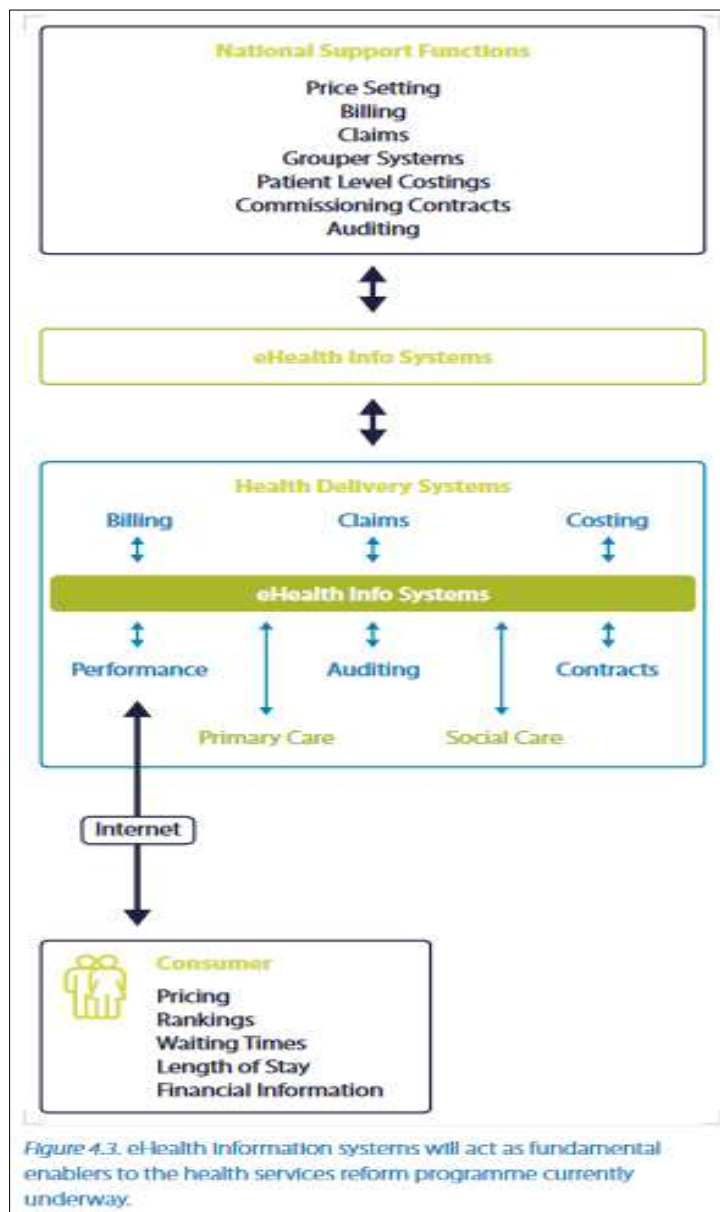 National Support Functions
Price Setting
Billing
Claims
Grouper Systems
Patient Level Costings
Commissioning Contracts
Auditing
eHealth Info Systems
Health Delivery Systems
Billing Claims Costing
eHealth Info Systems
Performance Auditing Contracts
Primary Care Social Care
Internet
Consumer
Pricing
Rankings
Waiting Times
Length of Stay
Financial Information
Figure 4.3. eHealth Information systems will act as fundamental
enablers to the health services reform programme currently
underway.